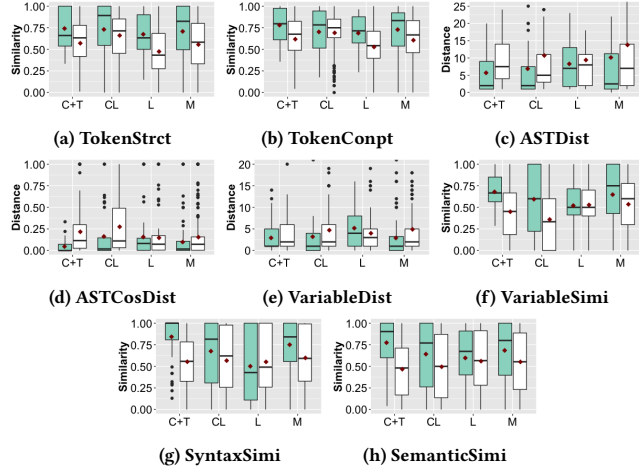 Similarity
1.00
0.75
0.50
0.25
0.00
C+T CL L M
(a) TokenStrct
Similarity
1.00
0.75
0.50
0.25
0.00
C+T CL L M
(b) TokenConpt
Distance
25
20
15
10
5
0
C+T CL L M
(c) ASTDist
Distance
1.00
0.75
0.50
0.25
0.00
C+T CL L M
(d) ASTCosDist
Distance
20
15
10
5
0
C+T CL L M
(e) VariableDist
Similarity
1.00
0.75
0.50
0.25
0.00
C+T CL L M
(f) VariableSimi
Similarity
1.00
0.75
0.50
0.25
0.00
C+T CL L M
(g) SyntaxSimi
Similarity
1.00
0.75
0.50
0.25
0.00
C+T CL L M
(h) SemanticSimi